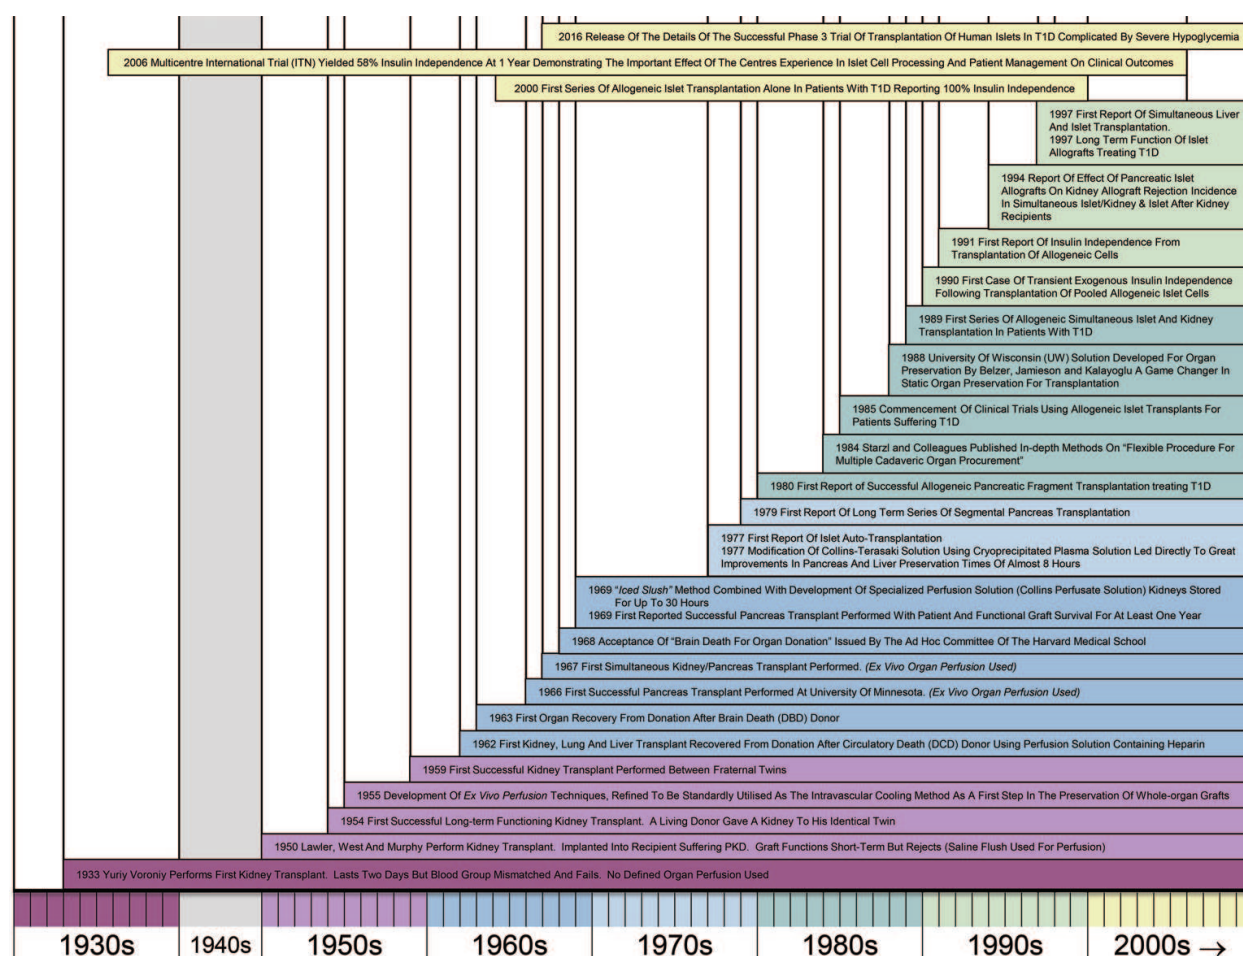 2016 Release Of The Details Of The Successful Phase 3 Trial Of Transplantation Of Human Islets In T1D Complicated By Severe Hypoglycemia
2006 Multicentre International Trial (ITN) Yielded 58% Insulin Independence At 1 Year Demonstrating The Important Effect Of The Centres Experience In Islet Cell Processing And Patient Management On Clinical Outcomes
2000 First Series Of Allogeneic Islet Transplantation Alone In Patients With T1D Reporting 100% Insulin Independence
1997 First Report Of Simultaneous Liver
And Islet Transplantation.
1997 Long Term Function Of Islet
Allografts Treating T1D
1994 Report Of Effect Of Pancreatic Islet
Allografts On Kidney Allograft Rejection Incidence
In Simultaneous Islet/Kidney & Islet After Kidney
Recipients
1991 First Report Of Insulin Independence From
Transplantation Of Allogeneic Cells
1990 First Case Of Transient Exogenous Insulin Independence
Following Transplantation Of Pooled Allogeneic Islet Cells
1989 First Series Of Allogeneic Simultaneous Islet And Kidney
Transplantation In Patients With T1D
1988 University Of Wisconsin (UW) Solution Developed For Organ
Preservation By Belzer, Jamieson and Kalayoglu A Game Changer In
Static Organ Preservation For Transplantation
1985 Commencement Of Clinical Trials Using Allogeneic Islet Transplants For
Patients Suffering T1D
1984 Starzl and Colleagues Published In-depth Methods On “Flexible Procedure For
Multiple Cadaveric Organ Procurement”
1980 First Report of Successful Allogeneic Pancreatic Fragment Transplantation treating T1D
1979 First Report Of Long Term Series Of Segmental Pancreas Transplantation
1977 First Report Of Islet Auto-Transplantation
1977 Modification Of Collins-Terasaki Solution Using Cryoprecipitated Plasma Solution Led Directly To Great
Improvements In Pancreas And Liver Preservation Times Of Almost 8 Hours
1969 “Iced Slush” Method Combined With Development Of Specialized Perfusion Solution (Collins Perfusate Solution) Kidneys Stored
For Up To 30 Hours
1969 First Reported Successful Pancreas Transplant Performed With Patient And Functional Graft Survival For At Least One Year
1968 Acceptance Of “Brain Death For Organ Donation” Issued By The Ad Hoc Committee Of The Harvard Medical School
1967 First Simultaneous Kidney/Pancreas Transplant Performed. (Ex Vivo Organ Perfusion Used)
1966 First Successful Pancreas Transplant Performed At University Of Minnesota. (Ex Vivo Organ Perfusion Used)
1963 First Organ Recovery From Donation After Brain Death (DBD) Donor
1962 First Kidney, Lung And Liver Transplant Recovered From Donation After Circulatory Death (DCD) Donor Using Perfusion Solution Containing Heparin
1959 First Successful Kidney Transplant Performed Between Fraternal Twins
1955 Development Of Ex Vivo Perfusion Techniques, Refined To Be Standardly Utilised As The Intravascular Cooling Method As A First Step In The Preservation Of Whole-organ Grafts
1954 First Successful Long-term Functioning Kidney Transplant. A Living Donor Gave A Kidney To His Identical Twin
1950 Lawler, West And Murphy Perform Kidney Transplant. Implanted Into Recipient Suffering PKD. Graft Functions Short-Term But Rejects (Saline Flush Used For Perfusion)
1933 Yuriy Voroniy Performs First Kidney Transplant. Lasts Two Days But Blood Group Mismatched And Fails. No Defined Organ Perfusion Used
1930s 1940s 1950s 1960s 1970s 1980s 1990s 2000s →